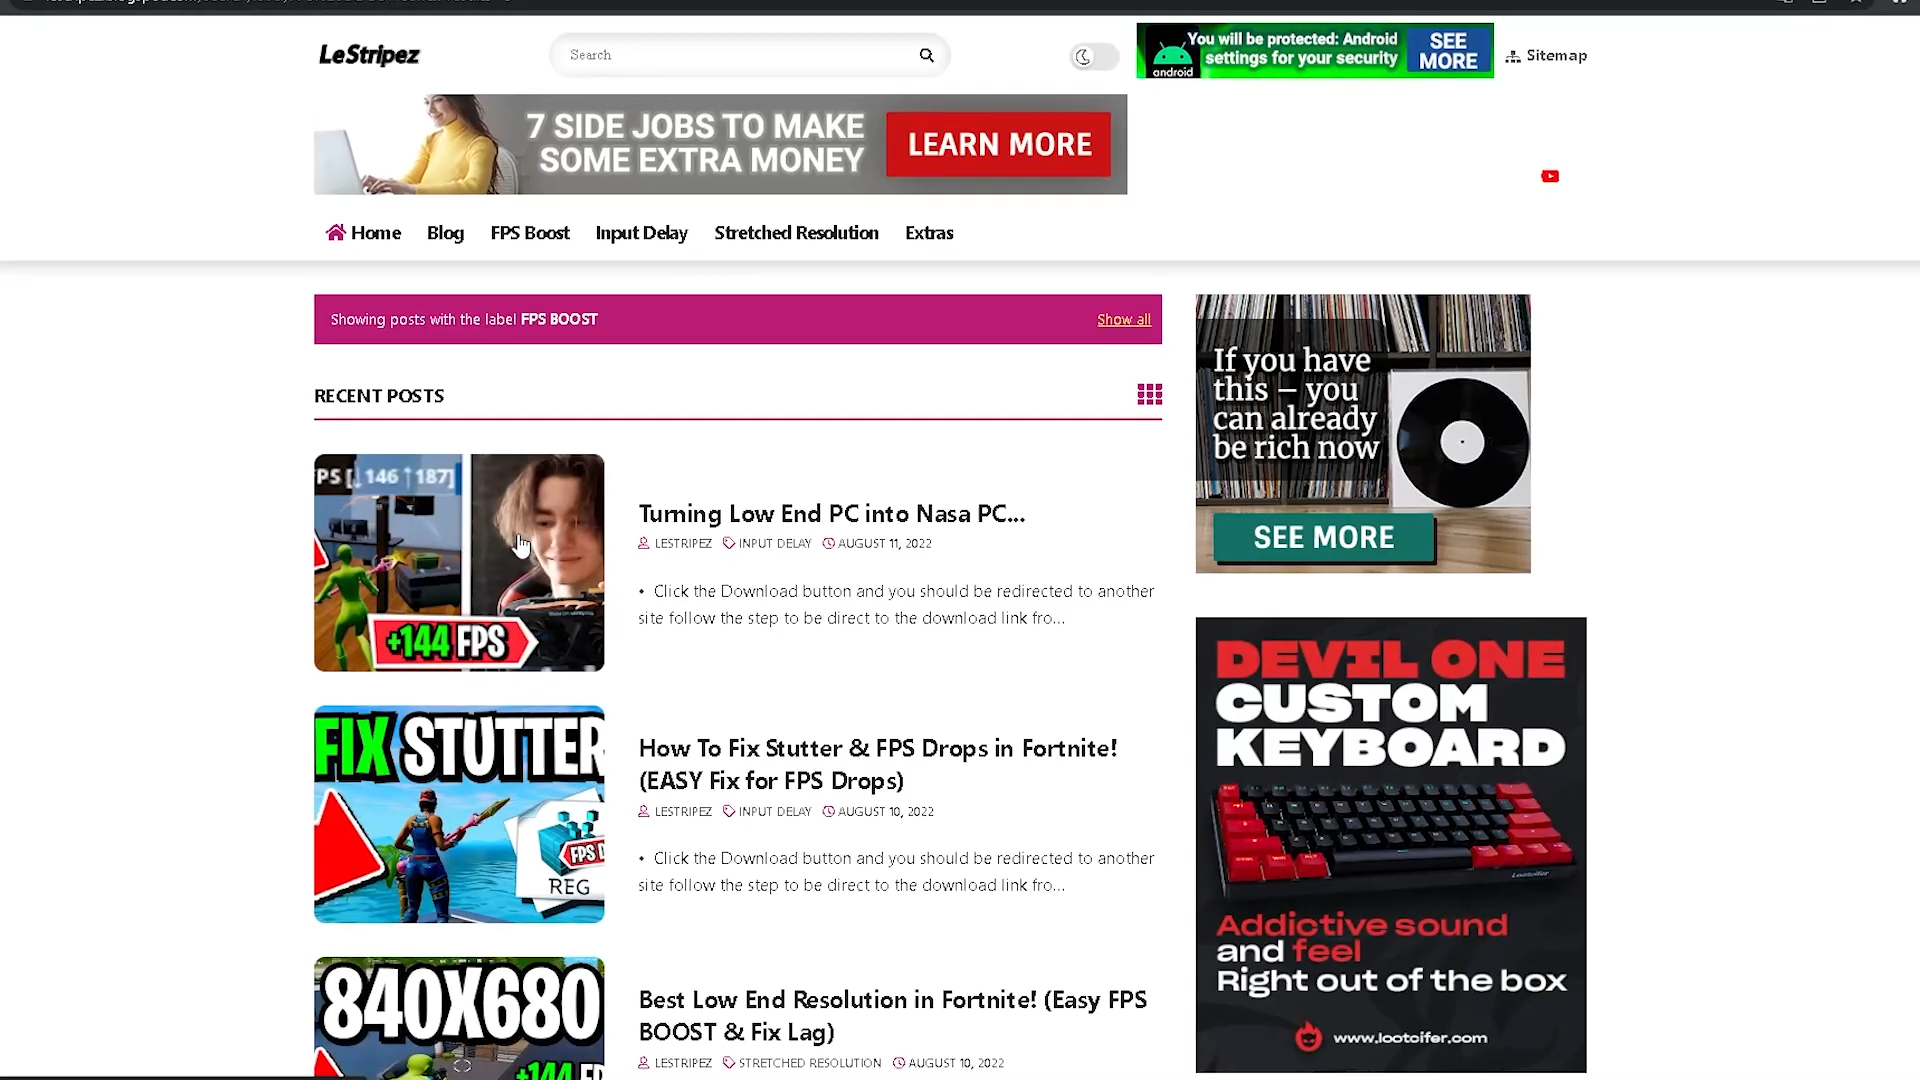 LeStripez
Search
You will be protected: Android
settings for your security
SEE
MORE
android
Sitemap
7 SIDE JOBS TO MAKE
SOME EXTRA MONEY
LEARN MORE
Home
Blog
FPS Boost
Input Delay
Stretched Resolution
Extras
Showing posts with the label FPS BOOST
Show all
RECENT POSTS
PS [↓146 ↑187]
+144 FPS
Turning Low End PC into Nasa PC...
LESTRIPEZ INPUT DELAY AUGUST 11, 2022
• Click the Download button and you should be redirected to another
site follow the step to be direct to the download link fro...
FIX STUTTER
FPS D
REG
How To Fix Stutter & FPS Drops in Fortnite!
(EASY Fix for FPS Drops)
LESTRIPEZ INPUT DELAY AUGUST 10, 2022
• Click the Download button and you should be redirected to another
site follow the step to be direct to the download link fro...
840X680
+144 FP
Best Low End Resolution in Fortnite! (Easy FPS
BOOST & Fix Lag)
LESTRIPEZ STRETCHED RESOLUTION AUGUST 10, 2022
If you have
this – you
can already
be rich now
SEE MORE
DEVIL ONE
CUSTOM
KEYBOARD
Addictive sound
and feel
Right out of the box
www.lootcifer.com